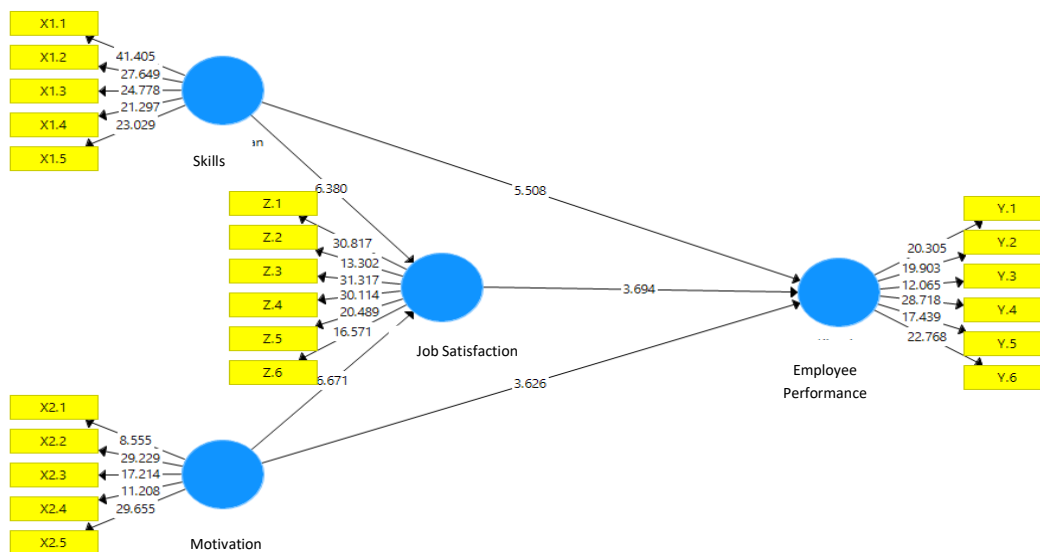 X1.1
X1.2
X1.3
X1.4
X1.5
41.405
27.649
24.778
21.297
23.029
Skills
6.380
5.508
Z.1
Z.2
Z.3
Z.4
Z.5
Z.6
30.817
13.302
31.317
30.114
20.489
16.571
Job Satisfaction
6.671
3.694
3.626
Y.1
Y.2
Y.3
Y.4
Y.5
Y.6
20.305
19.903
12.065
28.718
17.439
22.768
Employee
Performance
X2.1
X2.2
X2.3
X2.4
X2.5
8.555
29.229
17.214
11.208
29.655
Motivation